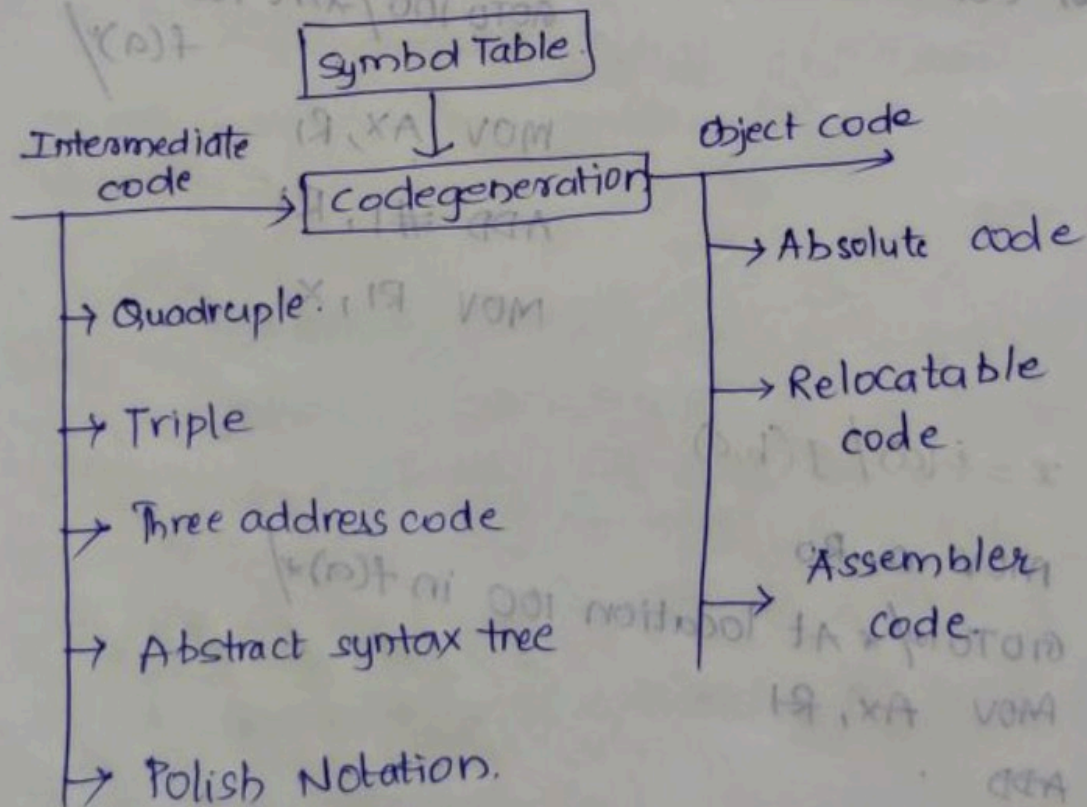 Symbol Table.
Intermediate
code
Object code
Codegeneration
Quadruple.
Triple
Three address code
Abstract syntax tree
Polish Notation.
Absolute code
Relocatable
code.
Assembler
code.